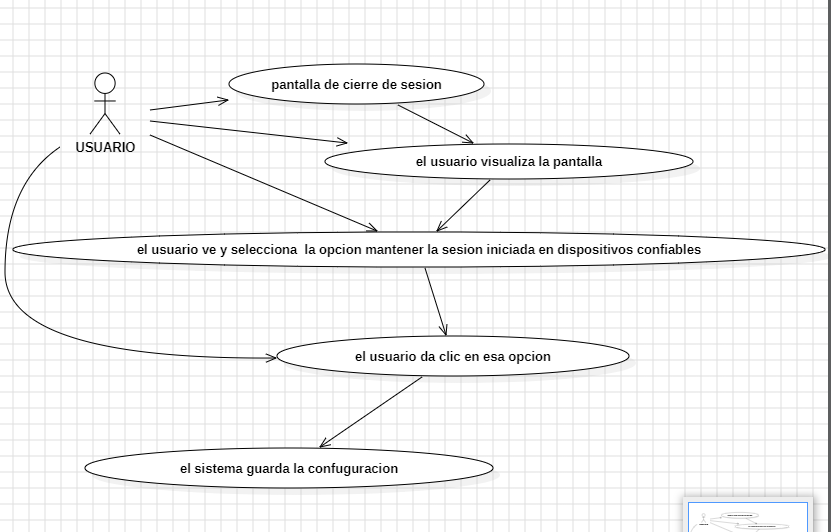 pantalla de cierre de sesion
USUARIO
el usuario visualiza la pantalla
el usuario ve y selecciona  la opcion mantener la sesion iniciada en dispositivos confiables
el usuario da clic en esa opcion
el sistema guarda la confuguracion